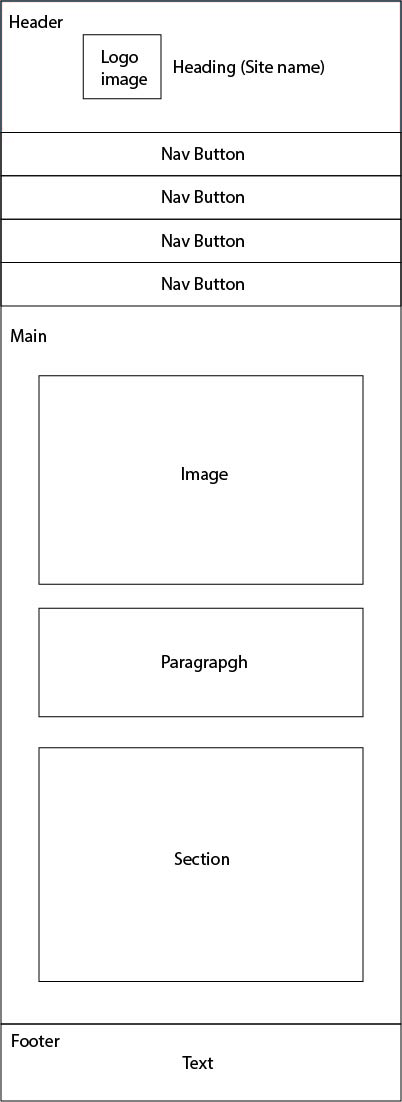 Header
Logo
image
Heading (Site name)
Nav Button
Nav Button
Nav Button
Nav Button
Main
Image
Paragrapgh
Section
Footer
Text